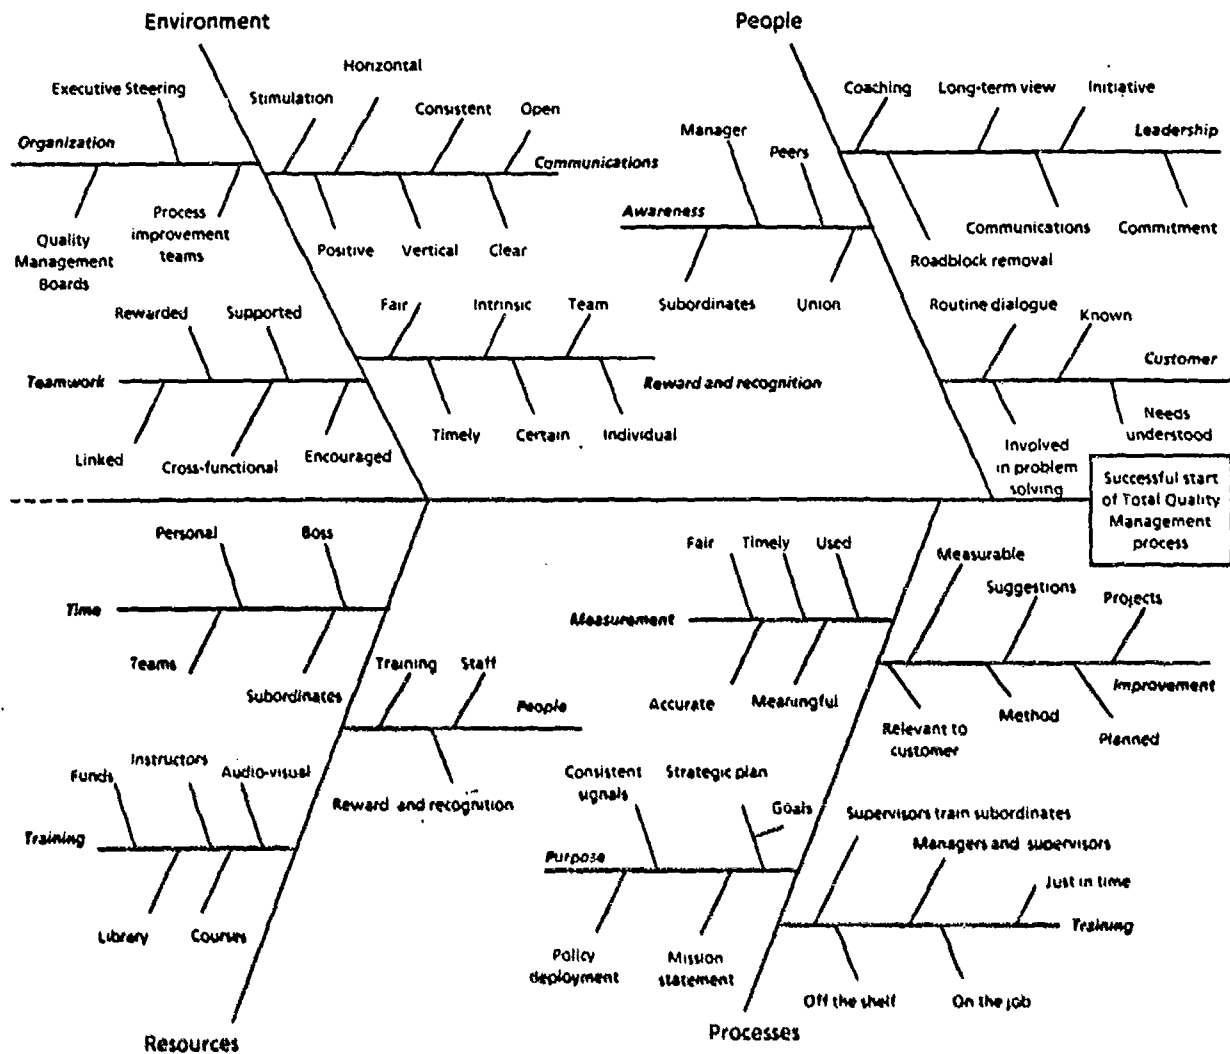 Environment
People
Horizontal
Executive Steering
Stimulation
Consistent
Open
Coaching
Long-term view
Initiative
Organization
Communications
Manager
Peers
Leadership
Awareness
Quality
Management
Boards
Process
improvement
teams
Positive
Vertical
Clear
Communications
Commitment
Roadblock removal
Subordinates
Union
Rewarded
Supported
Fair
Intrinsic
Team
Routine dialogue
Known
Teamwork
Reward and recognition
Customer
Linked
Cross-functional
Encouraged
Timely
Certain
Individual
Involved
in problem
solving
Needs
understood
Successful start
of Total Quality
Management
process
Personal
Boss
Fair
Timely
Used
Measurable
Suggestions
Projects
Time
Measurement
Teams
Subordinates
Training
Staff
People
Accurate
Meaningful
Improvement
Relevant to
customer
Method
Planned
Funds
Instructors
Audio-visual
Reward and recognition
Consistent
signals
Strategic plan
Goals
Supervisors train subordinates
Managers and supervisors
Just in time
Training
Purpose
Training
Library
Courses
Policy
deployment
Mission
statement
Off the shelf
On the job
Resources
Processes